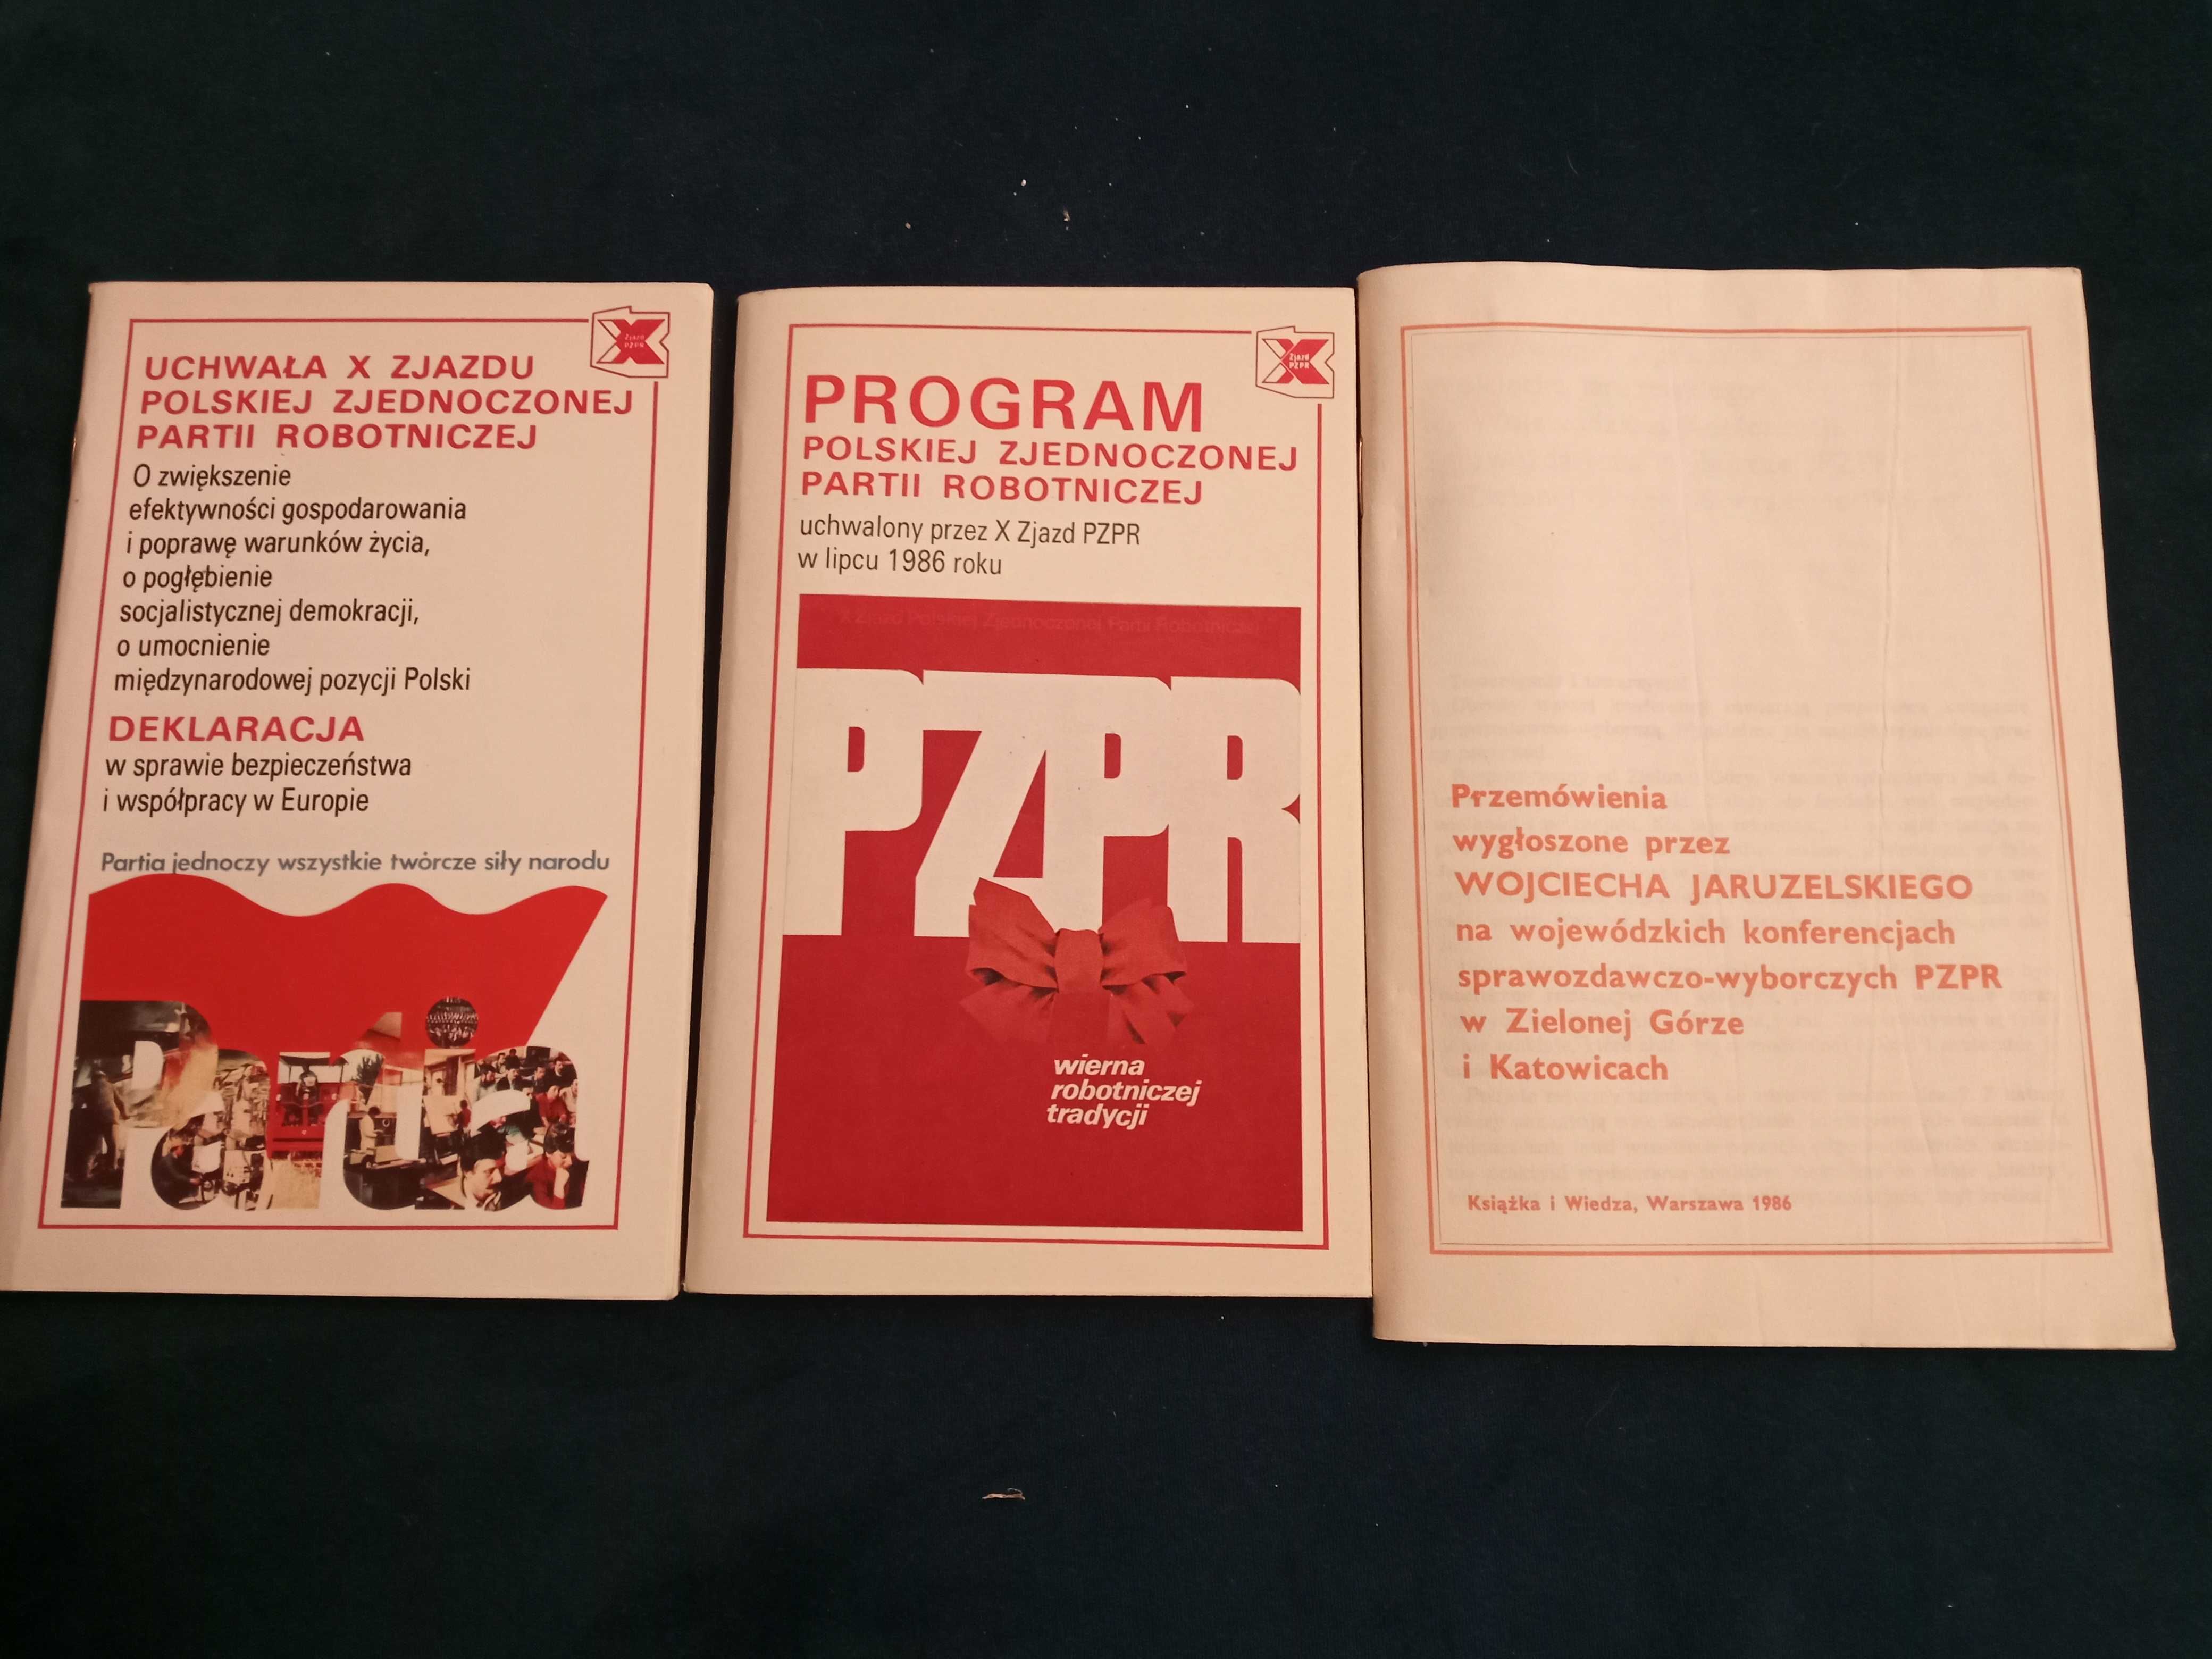 Zjazd
PZPR
UCHWAŁA X ZJAZDU
POLSKIEJ ZJEDNOCZONEJ
PARTII ROBOTNICZEJ
O zwiększenie
efektywności gospodarowania
i poprawę warunków życia,
o pogłębienie
socjalistycznej demokracji,
o umocnienie
międzynarodowej pozycji Polski
DEKLARACJA
w sprawie bezpieczeństwa
i współpracy w Europie
Partia jednoczy wszystkie twórcze siły narodu
Partia
Zjazd
PZPR
PROGRAM
POLSKIEJ ZJEDNOCZONEJ
PARTII ROBOTNICZEJ
uchwalony przez X Zjazd PZPR
w lipcu 1986 roku
X Zjazd Polskiej Zjednoczonej Partii Robotniczej
PZPR
wierna
robotniczej
tradycji
Przemówienia
wygłoszone przez
WOJCIECHA JARUZELSKIEGO
na wojewódzkich konferencjach
sprawozdawczo-wyborczych PZPR
w Zielonej Górze
i Katowicach
Książka i Wiedza, Warszawa 1986